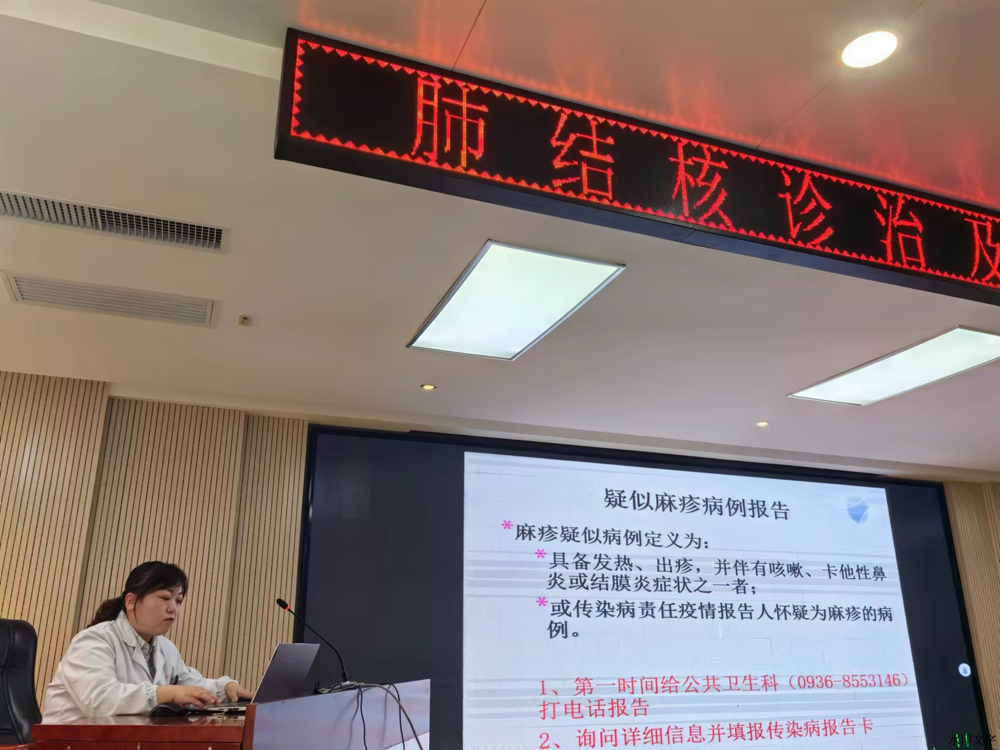 肺结核诊治及
疑似麻疹病例报告
*麻疹疑似病例定义为：
*具备发热、出疹，并伴有咳嗽、卡他性鼻
炎或结膜炎症状之一者；
*或传染病责任疫情报告人怀疑为麻疹的病
例。
1、第一时间给公共卫生科（0936-8553146）
打电话报告
2、询问详细信息并填报传染病报告卡